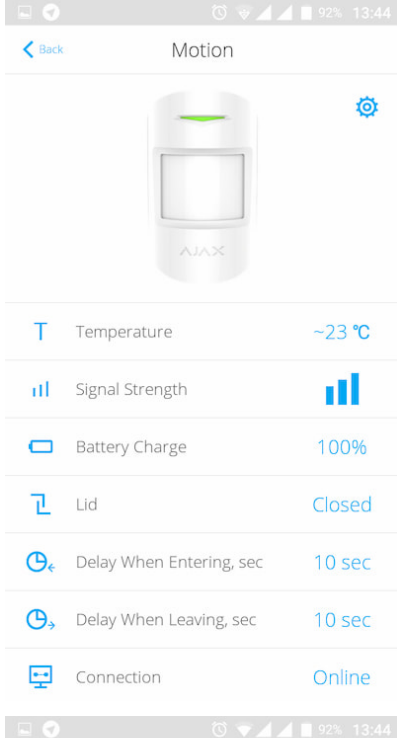 92% 13:44
Back Motion
AJAX
T Temperature ~23 °C
Signal Strength
Battery Charge 100%
Lid Closed
Delay When Entering, sec 10 sec
Delay When Leaving, sec 10 sec
Connection Online
92% 13:44